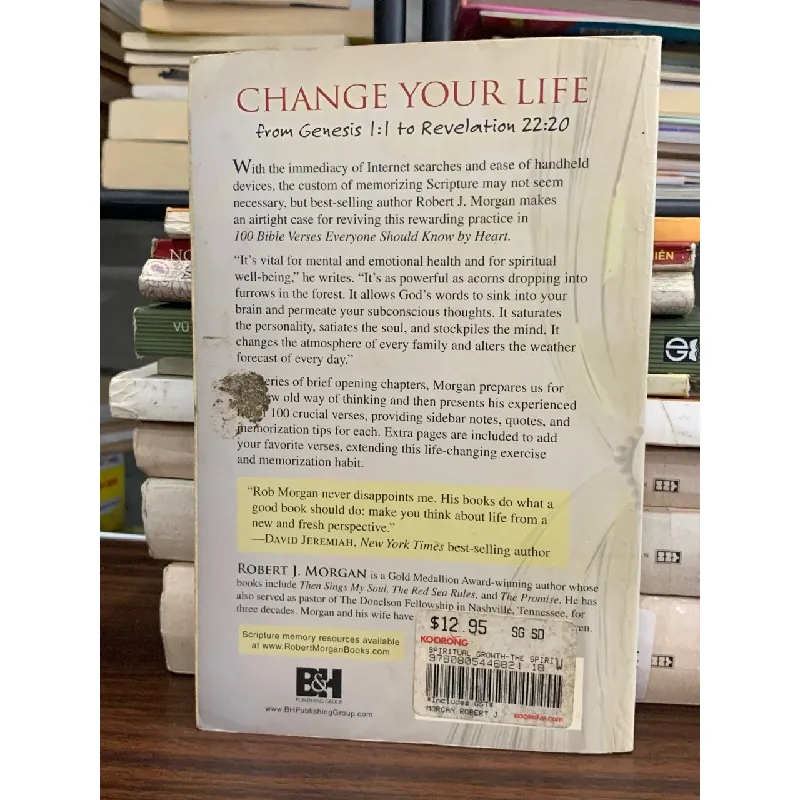 CHANGE YOUR LIFE
from Genesis 1:1 to Revelation 22:20
With the immediacy of Internet searches and ease of handheld
devices, the custom of memorizing Scripture may not seem
necessary, but best-selling author Robert J. Morgan makes
an airtight case for reviving this rewarding practice in
100 Bible Verses Everyone Should Know by Heart.
“It’s vital for mental and emotional health and for spiritual
well-being,” he writes. “It’s as powerful as acorns dropping into
furrows in the forest. It allows God’s words to sink into your
brain and permeate your subconscious thoughts. It saturates
the personality, satiates the soul, and stockpiles the mind. It
changes the atmosphere of every family and alters the weather
forecast of every day.”
eries of brief opening chapters, Morgan prepares us for
w old way of thinking and then presents his experienced
100 crucial verses, providing sidebar notes, quotes, and
memorization tips for each. Extra pages are included to add
your favorite verses, extending this life-changing exercise
and memorization habit.
“Rob Morgan never disappoints me. His books do what a
good book should do: make you think about life from a
new and fresh perspective.”
—DAVID JEREMIAH, New York Times best-selling author
ROBERT J. MORGAN is a Gold Medallion Award-winning author whose
books include Then Sings My Soul, The Red Sea Rules, and The Promise. He has
also served as pastor of The Donelson Fellowship in Nashville, Tennessee, for
three decades. Morgan and his wife have
ren.
$12.95 SG SD
KOORONG
SPIRITUAL GROWTH-THE SPIRIT
9780805446821 18
*Includes GST*
MORGAN ROBERT J
koorong.com
Scripture memory resources available
at www.RobertMorganBooks.com
B&H
PUBLISHING GROUP
www.BHPublishingGroup.com
VŨ